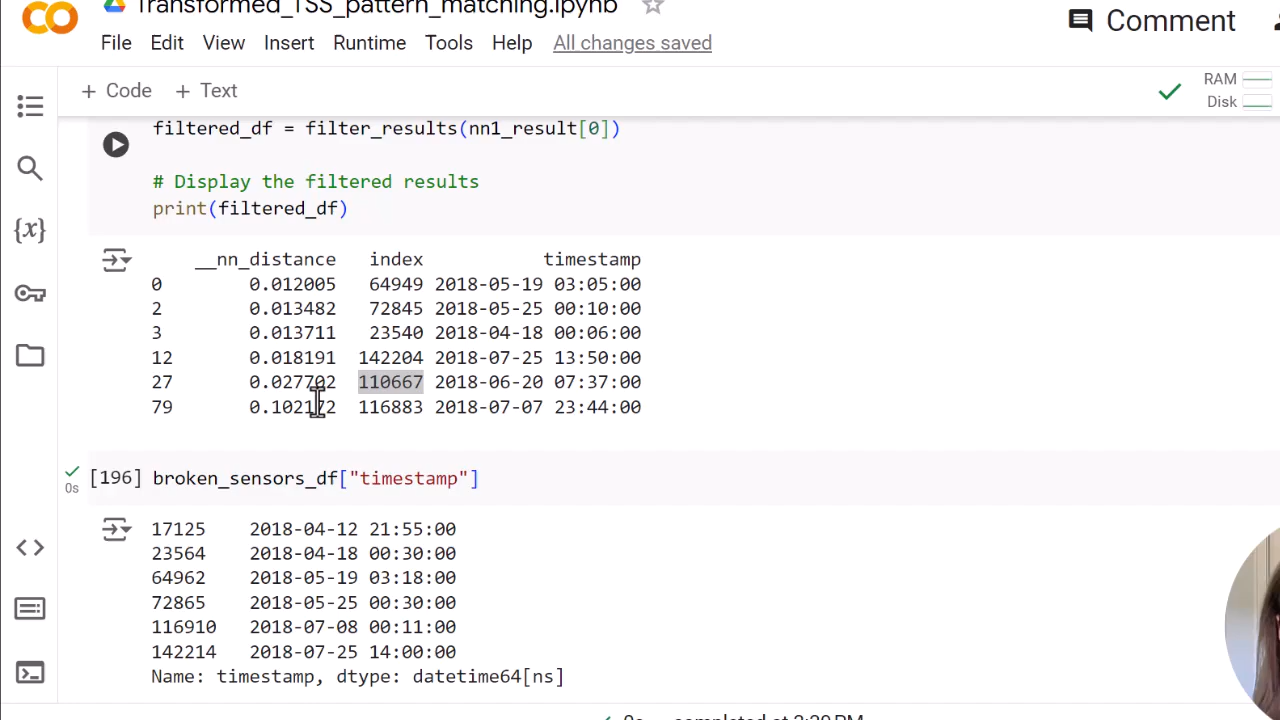 Transformed_TSS_pattern_matching.ipynb
Comment
File Edit View Insert Runtime Tools Help All changes saved
+ Code + Text
RAM
Disk
filtered_df = filter_results(nn1_result[0])
# Display the filtered results
print(filtered_df)
__nn_distance index timestamp
0 0.012005 64949 2018-05-19 03:05:00
2 0.013482 72845 2018-05-25 00:10:00
3 0.013711 23540 2018-04-18 00:06:00
12 0.018191 142204 2018-07-25 13:50:00
27 0.027702 110667 2018-06-20 07:37:00
79 0.102172 116883 2018-07-07 23:44:00
[196] broken_sensors_df["timestamp"]
0s
17125 2018-04-12 21:55:00
23564 2018-04-18 00:30:00
64962 2018-05-19 03:18:00
72865 2018-05-25 00:30:00
116910 2018-07-08 00:11:00
142214 2018-07-25 14:00:00
Name: timestamp, dtype: datetime64[ns]
0s completed at